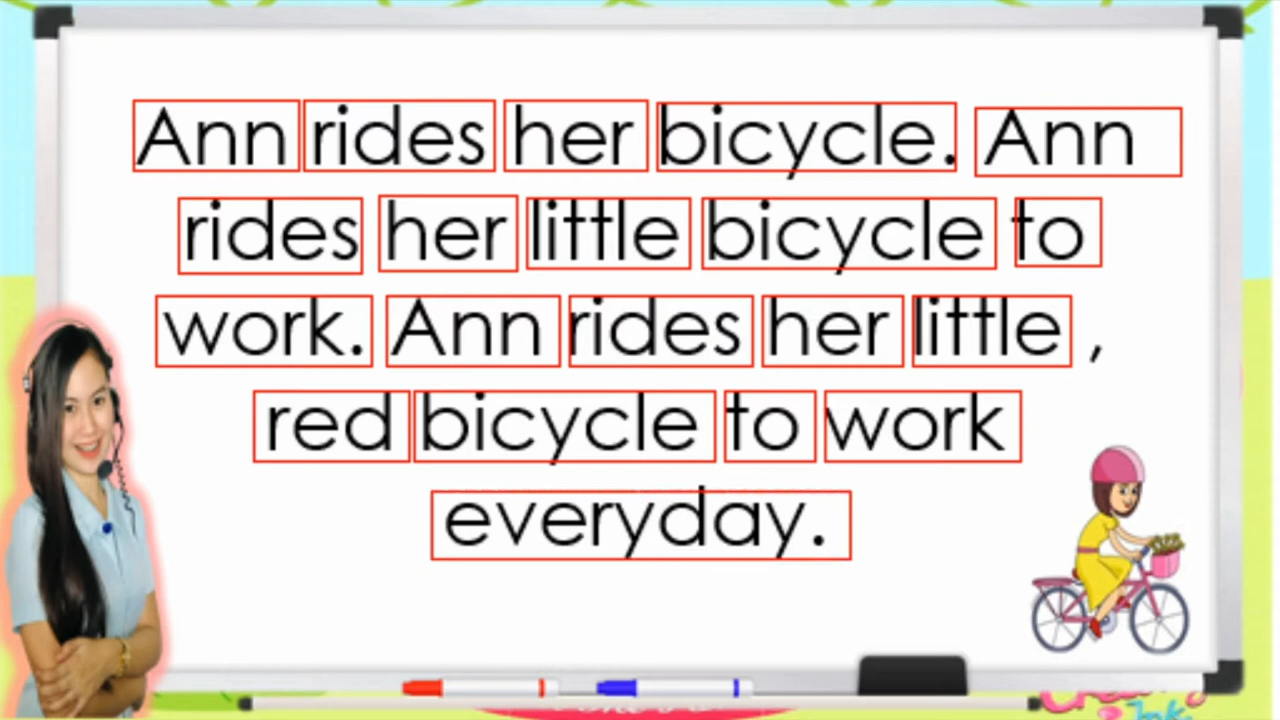 Ann rides her bicycle. Ann
rides her little bicycle to
work. Ann rides her little ,
red bicycle to work
everyday.